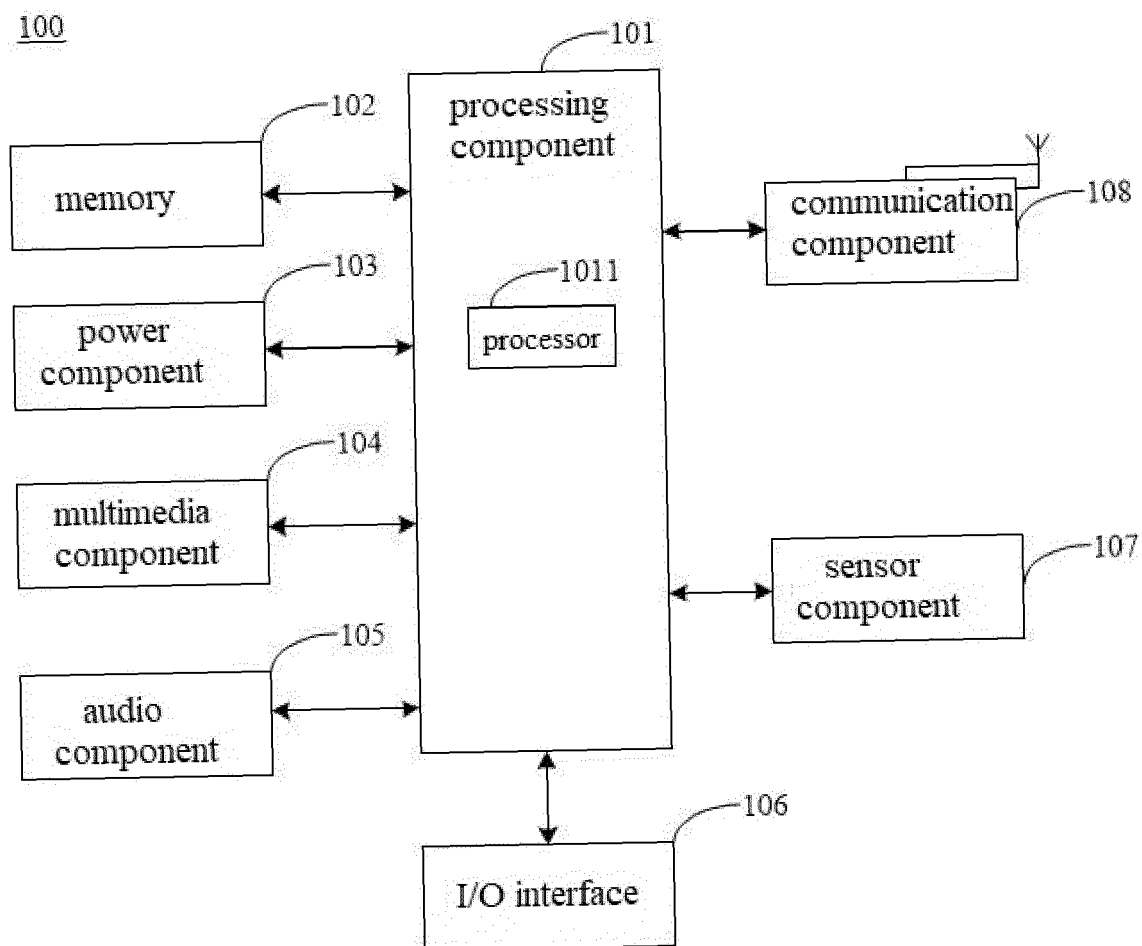 100
101
processing
component
102
memory
communication
component
108
103
power
component
1011
processor
104
multimedia
component
sensor
component
107
105
audio
component
106
I/O interface